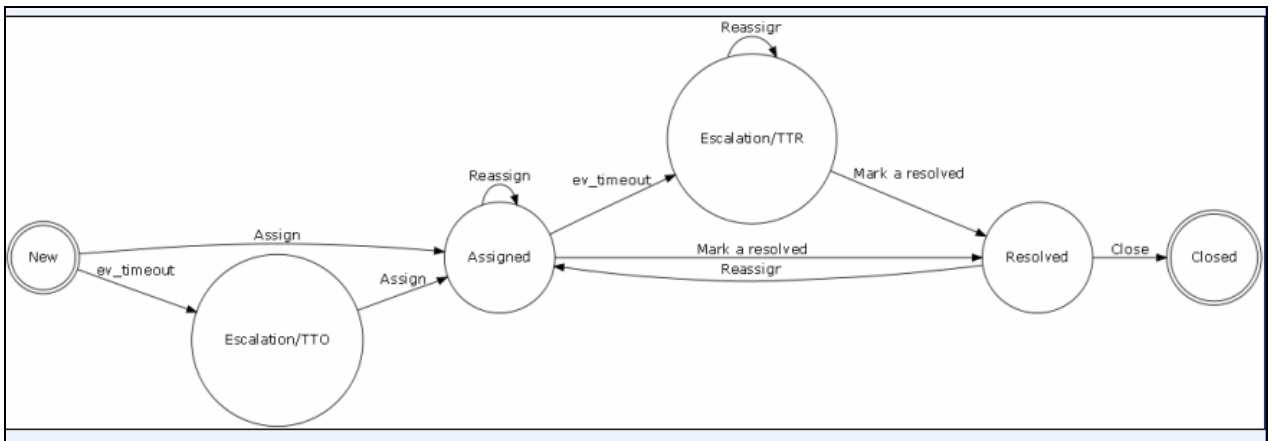 Reassigr
Escalation/TTR
Reassign
ev_timeout
Mark a resolved
Assign
New
Assigned
Mark a resolved
Resolved
Close
Closed
ev_timeout
Reassigr
Assign
Escalation/TTO